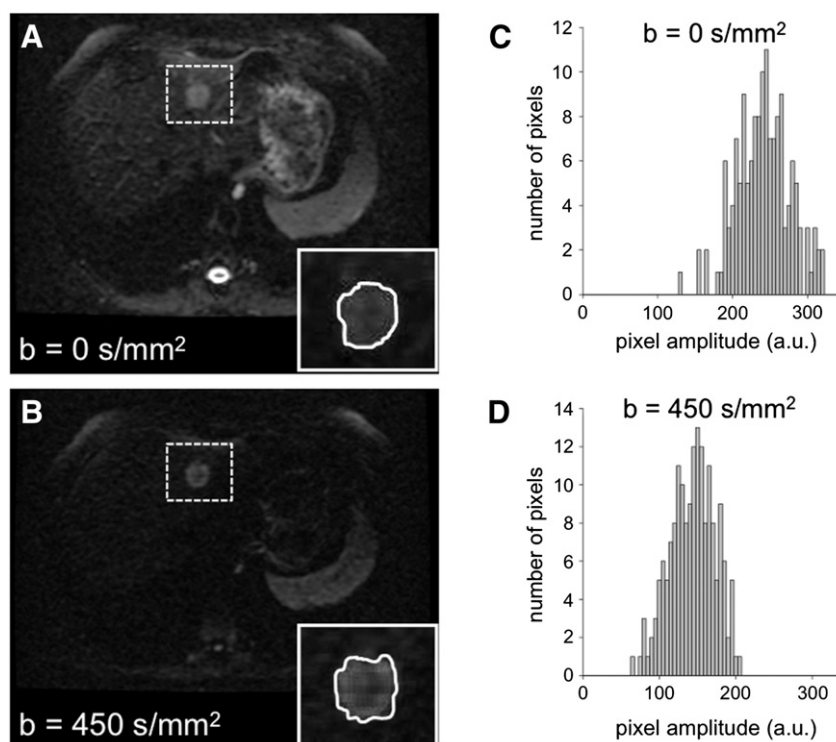 A
b = 0 s/mm²
B
b = 450 s/mm²
C
b = 0 s/mm²
number of pixels
12
10
8
6
4
2
0
0 100 200 300
pixel amplitude (a.u.)
D
b = 450 s/mm²
number of pixels
14
12
10
8
6
4
2
0
0 100 200 300
pixel amplitude (a.u.)